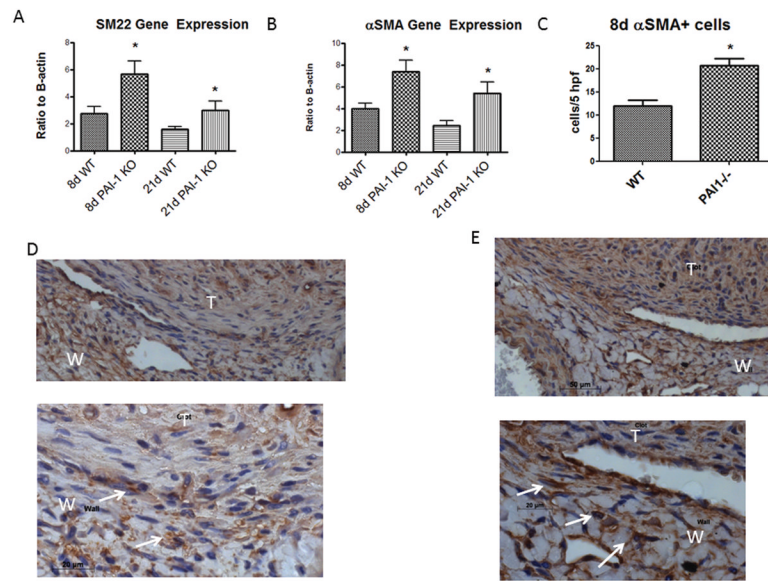 A
SM22 Gene Expression
Ratio to B-actin
8
6
4
2
0
*
*
8d WT
8d PAI-1 KO
21d WT
21d PAI-1 KO
B
αSMA Gene Expression
Ratio to B-actin
10
8
6
4
2
0
*
*
8d WT
8d PAI-1 KO
21d WT
21d PAI-1 KO
C
8d αSMA+ cells
cells/5 hpf
25
20
15
10
5
0
*
WT
PAI1-/-
D
T
W
Clot
T
W
Wall
20 µm
E
Clot
T
W
50 µm
Clot
T
20 µm
Wall
W